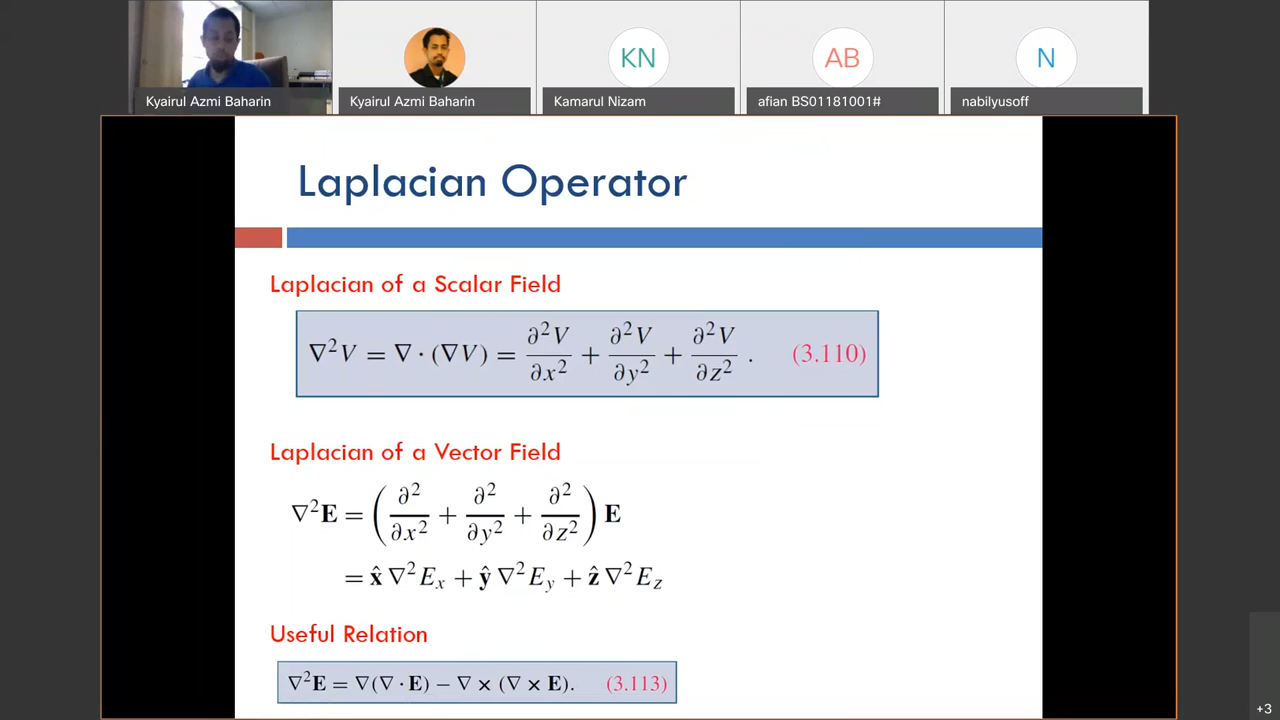 KN
AB
N
Kyairul Azmi Baharin
Kyairul Azmi Baharin
Kamarul Nizam
afian BS01181001#
nabilyusoff
Laplacian Operator
Laplacian of a Scalar Field
∇²V = ∇ · (∇V) = ∂²V/∂x² + ∂²V/∂y² + ∂²V/∂z² . (3.110)
Laplacian of a Vector Field
∇²E = (∂²/∂x² + ∂²/∂y² + ∂²/∂z²) E
= x̂ ∇²Eₓ + ŷ ∇²E_y + ẑ ∇²E_z
Useful Relation
∇²E = ∇(∇ · E) − ∇ × (∇ × E). (3.113)
+3